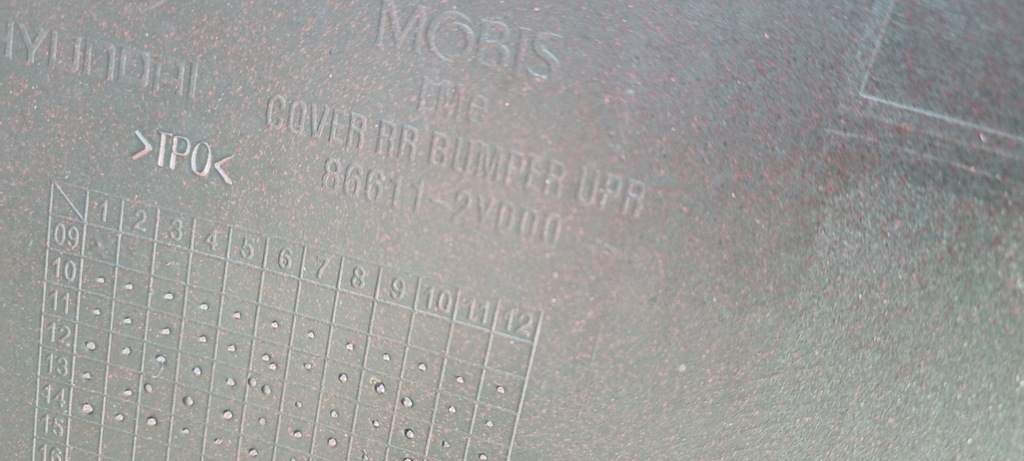 HYUNDAI
MOBIS
COVER RR BUMPER UPR
86611-2V000
>TPO<
1 2 3 4 5 6 7 8 9 10 11 12
09
10
11
12
13
14
15
16